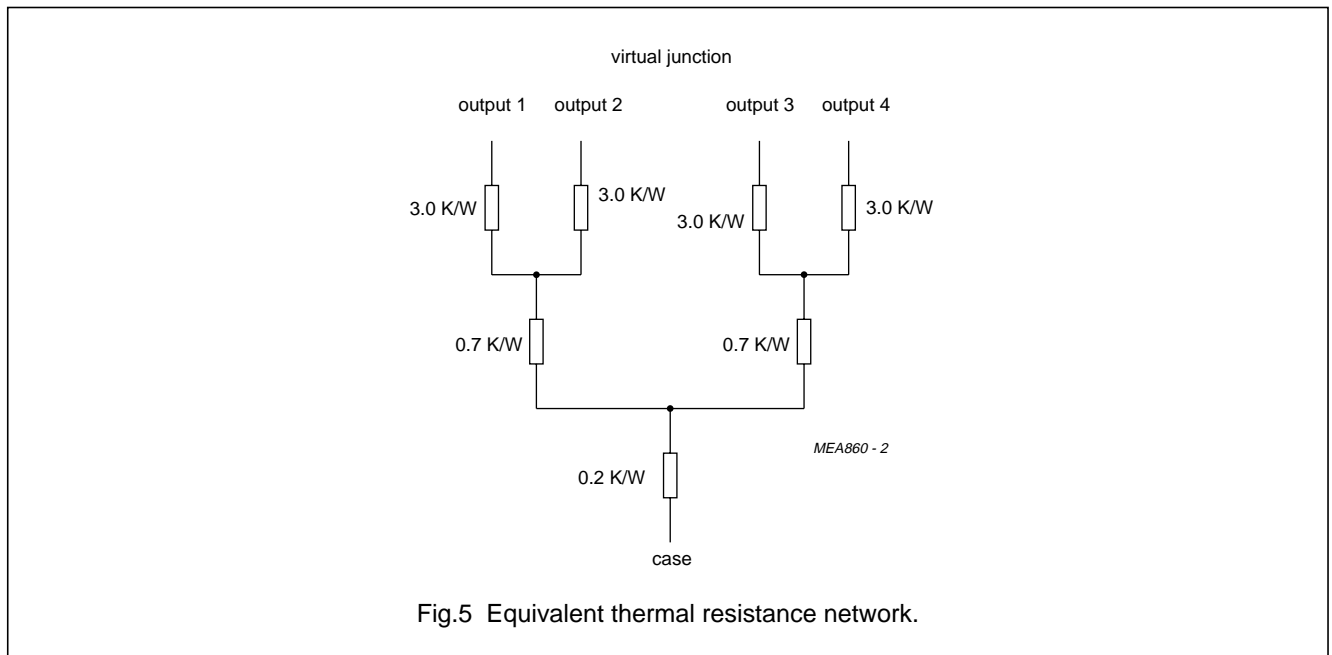 virtual junction
output 1 output 2 output 3 output 4
3.0 K/W 3.0 K/W 3.0 K/W 3.0 K/W
0.7 K/W 0.7 K/W
MEA860 - 2
0.2 K/W
case
Fig.5 Equivalent thermal resistance network.